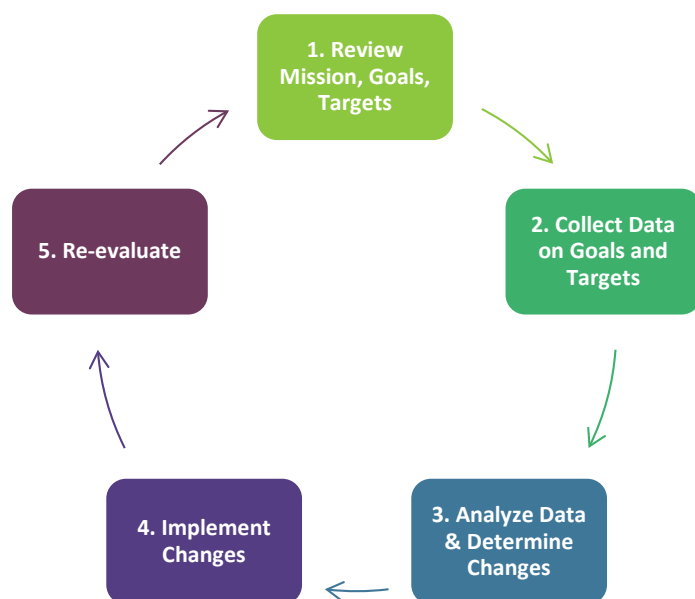 1. Review
Mission, Goals,
Targets
2. Collect Data
on Goals and
Targets
3. Analyze Data
& Determine
Changes
4. Implement
Changes
5. Re-evaluate